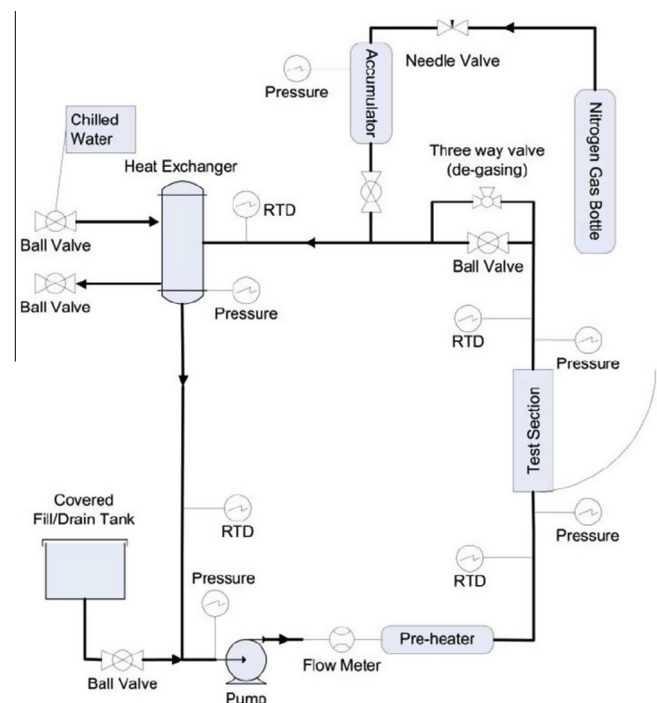 Needle Valve
Accumulator
Pressure
Nitrogen Gas Bottle
Chilled
Water
Heat Exchanger
Three way valve
(de-gasing)
RTD
Ball Valve
Ball Valve
Ball Valve
Pressure
RTD
Pressure
Test Section
Covered
Fill/Drain Tank
RTD
Pressure
RTD
Pressure
Pre-heater
Flow Meter
Ball Valve
Pump